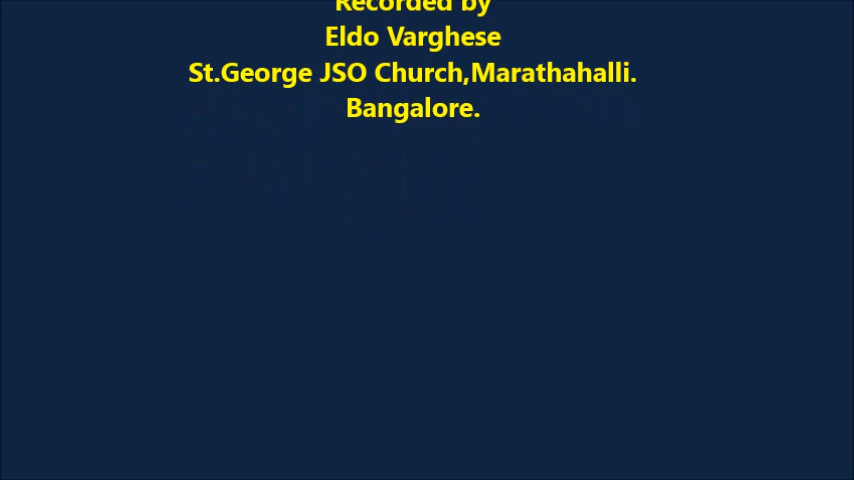 Recorded by
Eldo Varghese
St.George JSO Church,Marathahalli.
Bangalore.